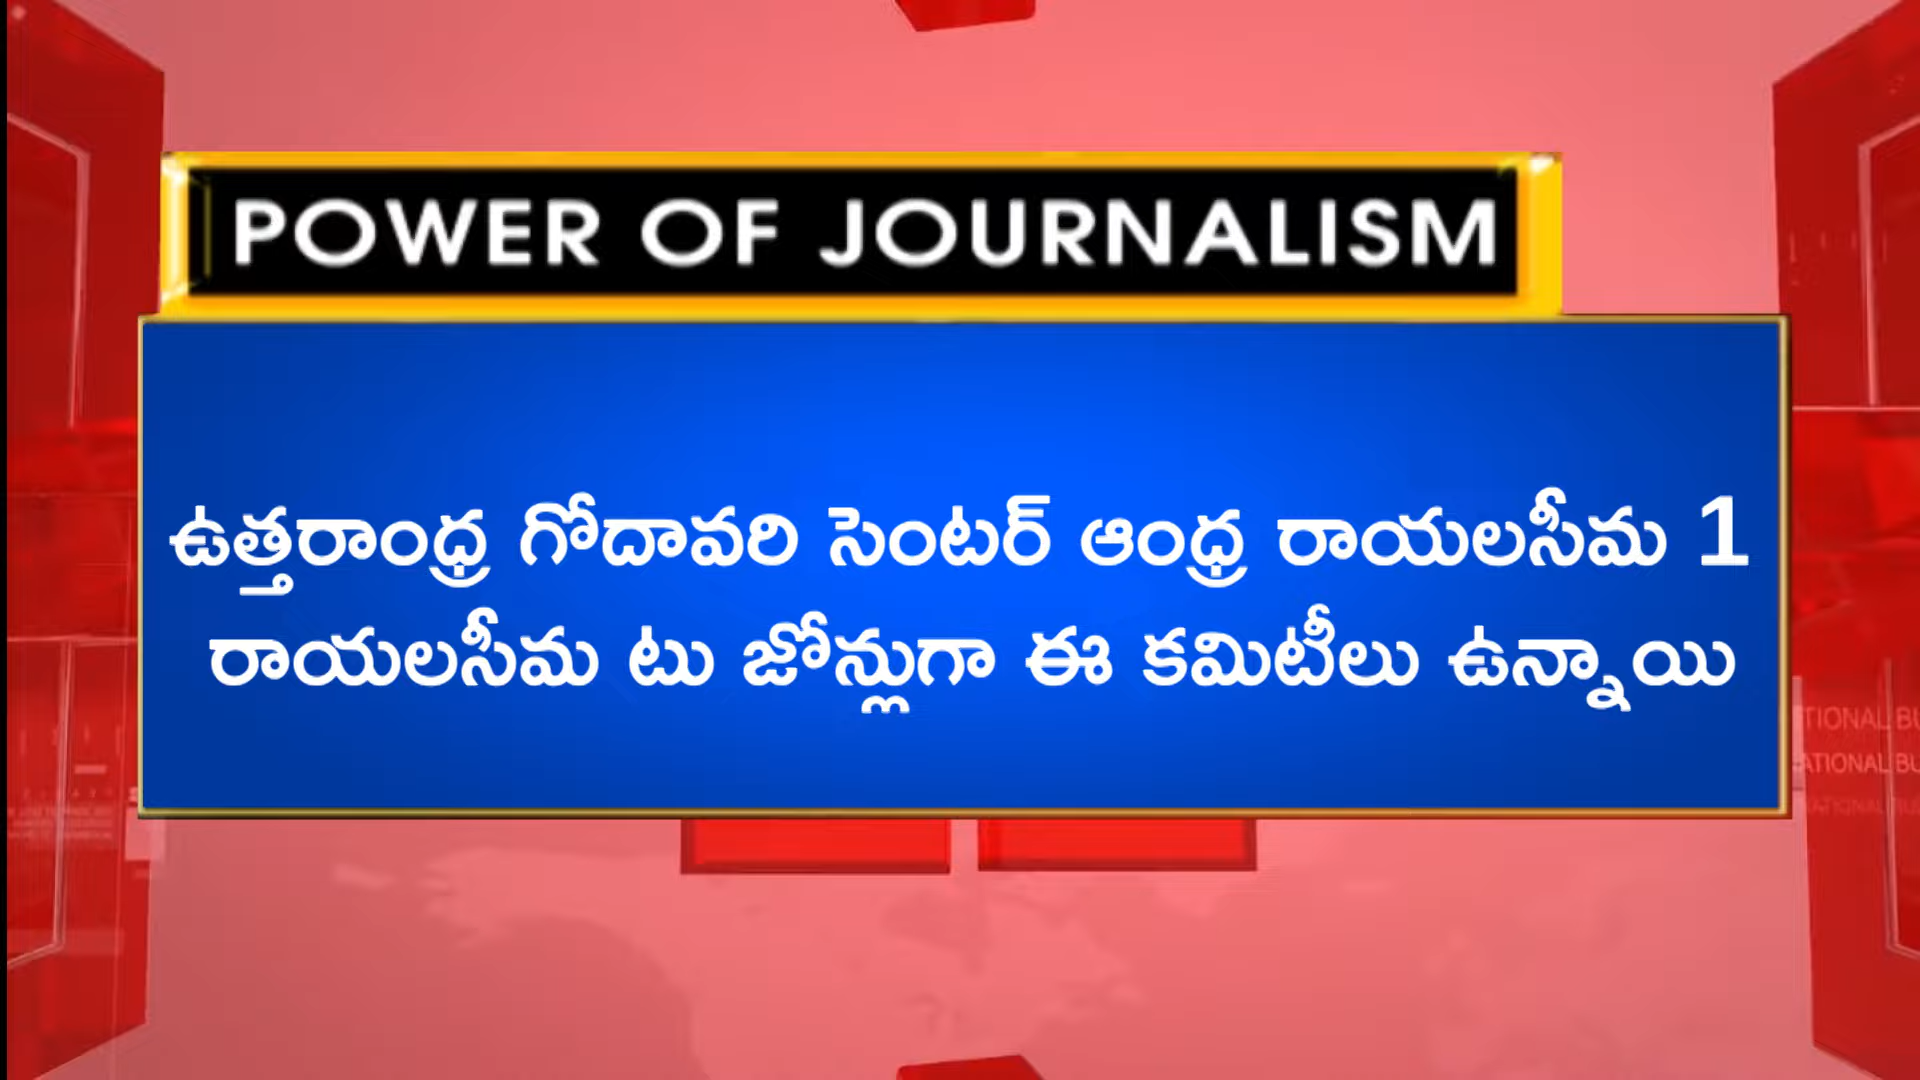 POWER OF JOURNALISM
ఉత్తరాంధ్ర గోదావరి సెంటర్ ఆంధ్ర రాయలసీమ 1
రాయలసీమ టు జోన్లుగా ఈ కమిటీలు ఉన్నాయి